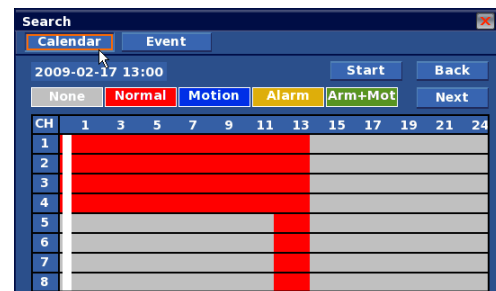 Search
Calendar Event
2009-02-17 13:00 Start Back
None Normal Motion Alarm Arm+Mot Next
CH 1 3 5 7 9 11 13 15 17 19 21 24
1
2
3
4
5
6
7
8